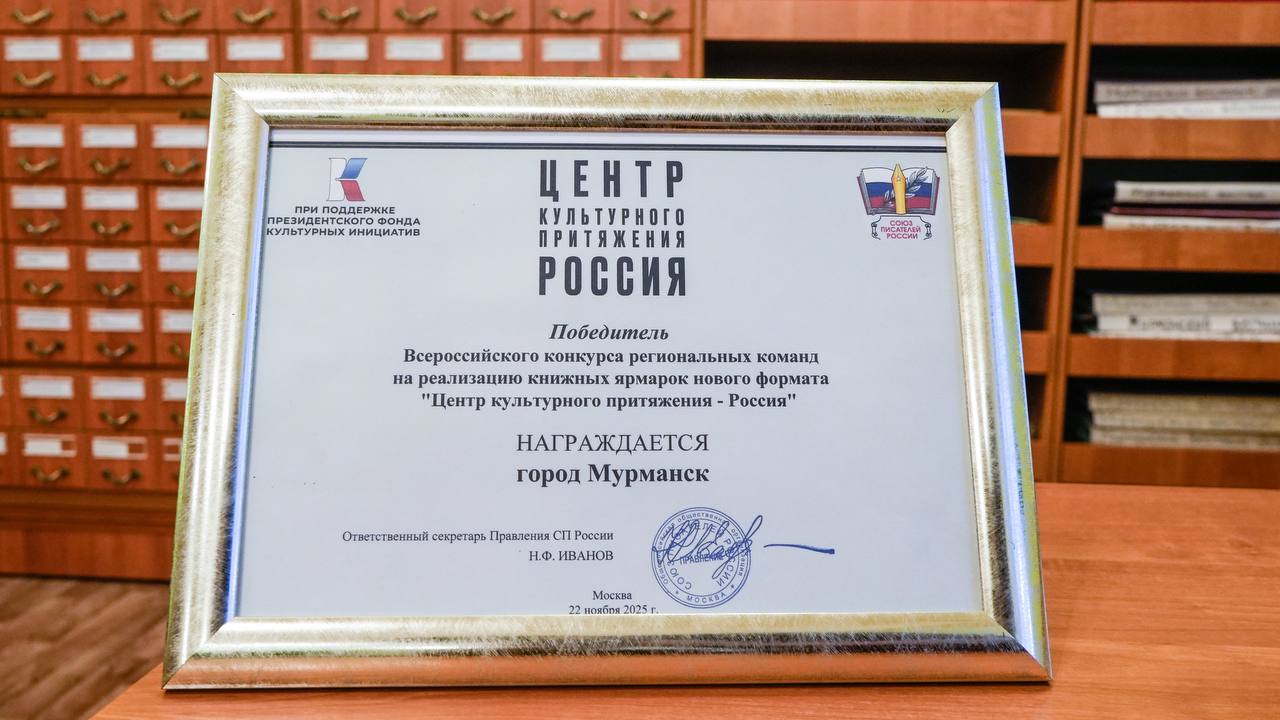 ПРИ ПОДДЕРЖКЕ
ПРЕЗИДЕНТСКОГО ФОНДА
КУЛЬТУРНЫХ ИНИЦИАТИВ
ЦЕНТР
КУЛЬТУРНОГО
ПРИТЯЖЕНИЯ
РОССИЯ
СОЮЗ
ПИСАТЕЛЕЙ
РОССИИ
Победитель
Всероссийского конкурса региональных команд
на реализацию книжных ярмарок нового формата
"Центр культурного притяжения - Россия"
НАГРАЖДАЕТСЯ
город Мурманск
Ответственный секретарь Правления СП России
Н.Ф. ИВАНОВ
ПРАВЛЕНИЕ
МОСКВА
Москва
22 ноября 2025 г.